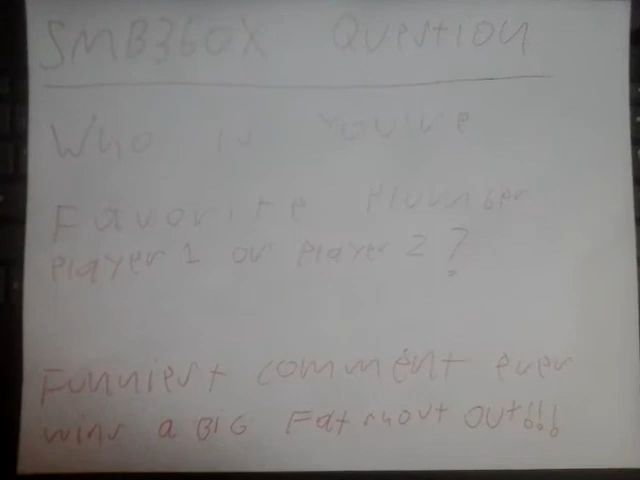 SMB360X Question
Who is You're
Favorite Plumber
player 1 or player 2?
Funniest comment ever
wins a BIG Fat shout out!!!